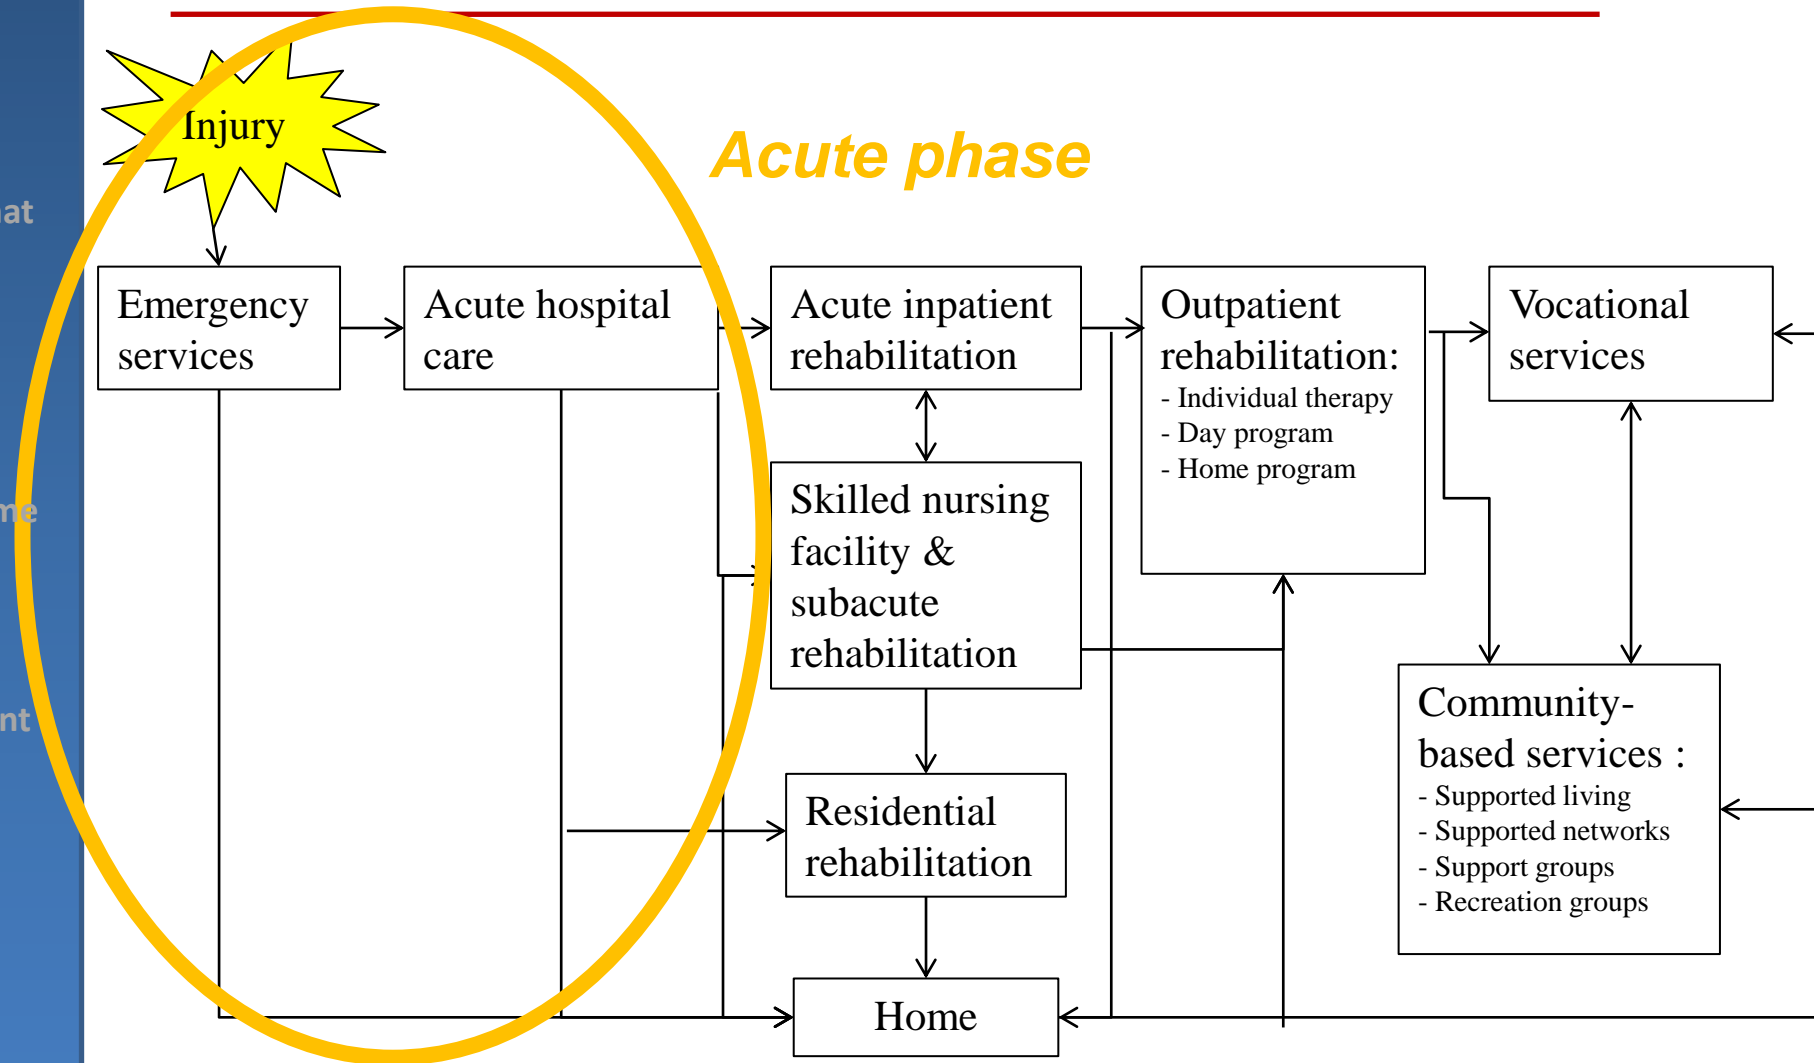 Injury
Acute phase
Emergency
services
Acute hospital
care
Acute inpatient
rehabilitation
Outpatient
rehabilitation:
- Individual therapy
- Day program
- Home program
Vocational
services
Skilled nursing
facility &
subacute
rehabilitation
Community-
based services :
- Supported living
- Supported networks
- Support groups
- Recreation groups
Residential
rehabilitation
Home